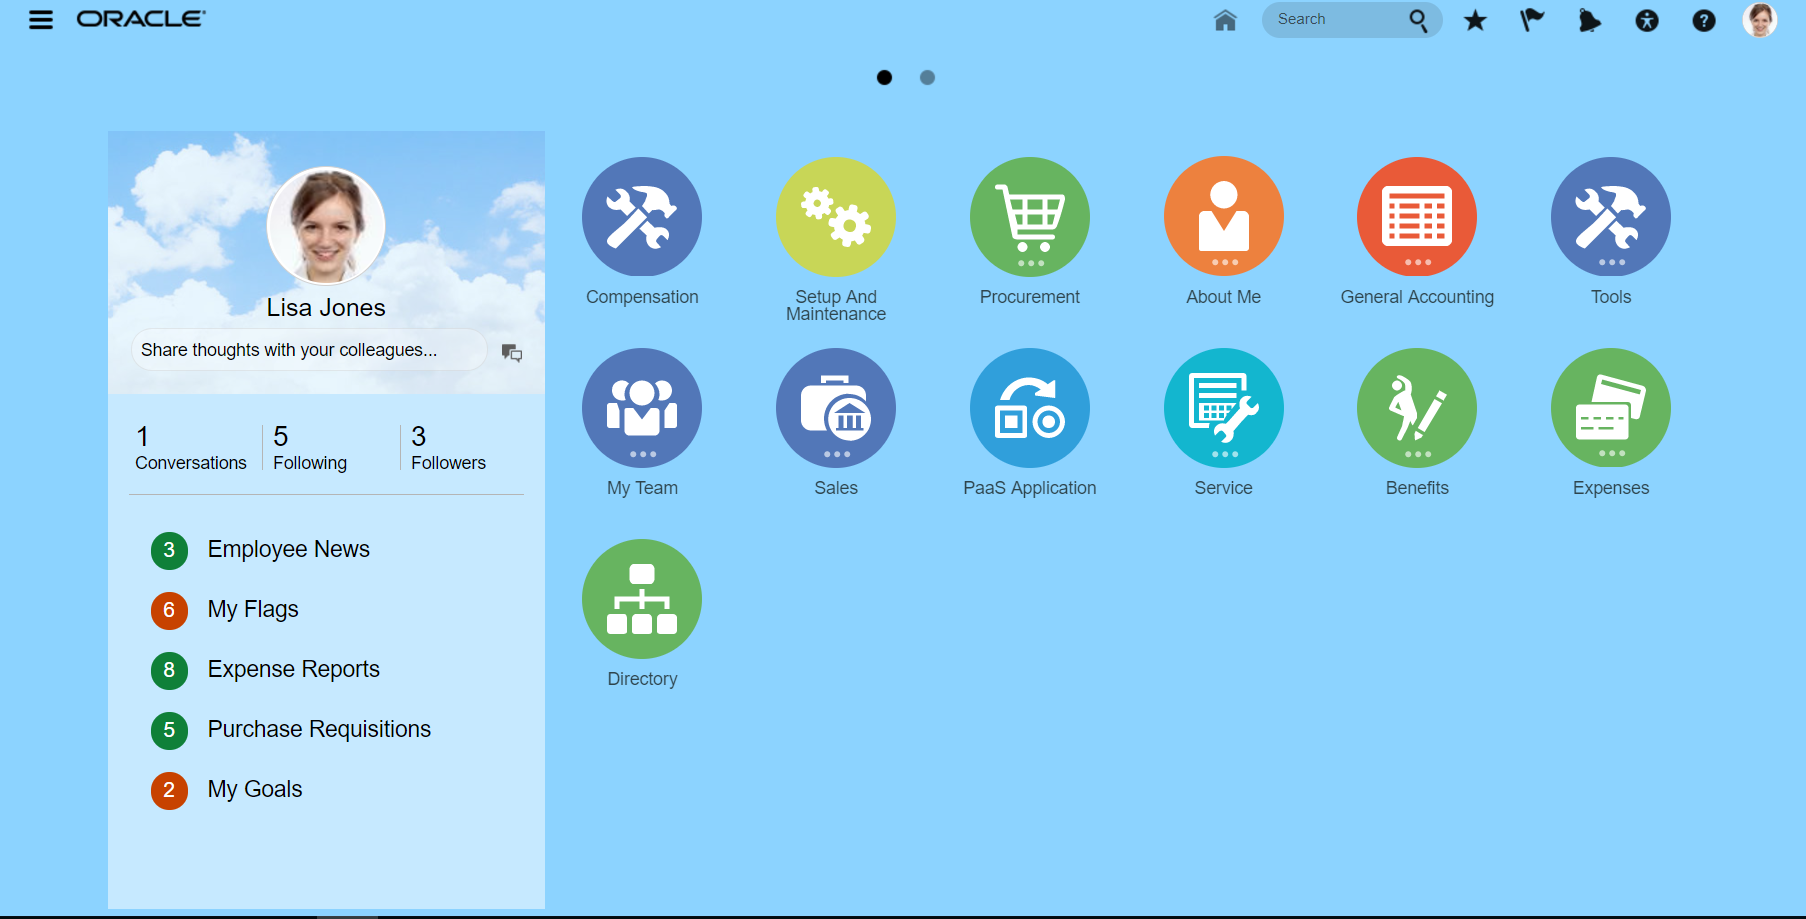 ORACLE
Search
Lisa Jones
Share thoughts with your colleagues...
1
Conversations
5
Following
3
Followers
3 Employee News
6 My Flags
8 Expense Reports
5 Purchase Requisitions
2 My Goals
Compensation
Setup And
Maintenance
Procurement
About Me
General Accounting
Tools
My Team
Sales
PaaS Application
Service
Benefits
Expenses
Directory